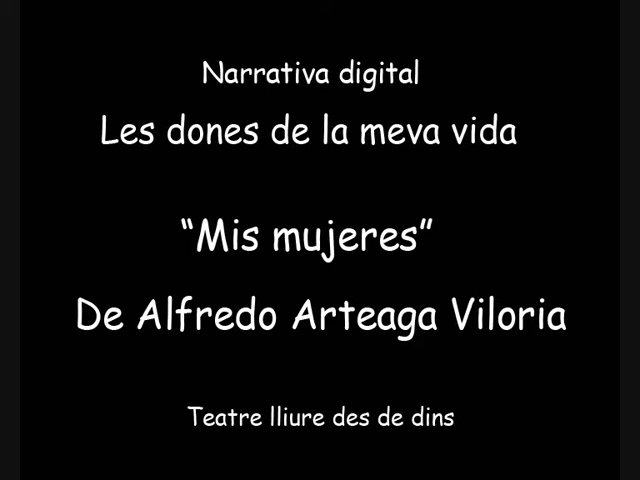 Narrativa digital
Les dones de la meva vida
“Mis mujeres”
De Alfredo Arteaga Viloria
Teatre lliure des de dins